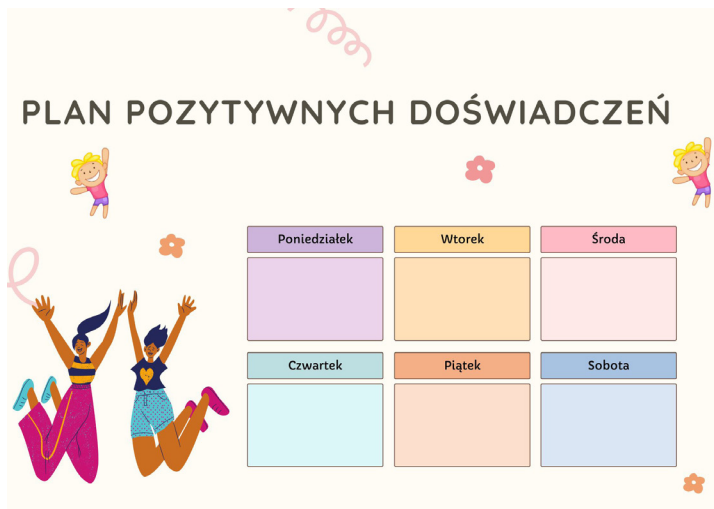 PLAN POZYTYWNYCH DOŚWIADCZEŃ
Poniedziałek Wtorek Środa
Czwartek Piątek Sobota